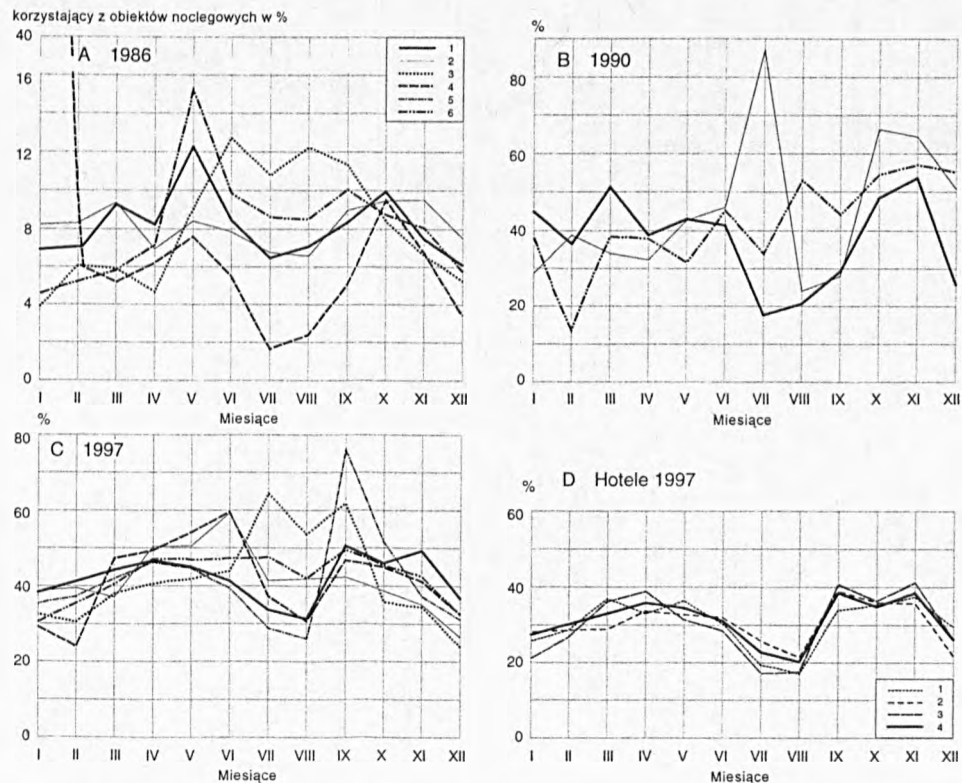 korzystający z obiektów noclegowych w %
A 1986
40
16
12
8
4
0
1
2
3
4
5
6
I II III IV V VI VII VIII IX X XI XII
Miesiące
%
B 1990
80
60
40
20
0
I II III IV V VI VII VIII IX X XI XII
Miesiące
%
C 1997
80
60
40
20
0
I II III IV V VI VII VIII IX X XI XII
Miesiące
%
D Hotele 1997
60
40
20
0
1
2
3
4
I II III IV V VI VII VIII IX X XI XII
Miesiące